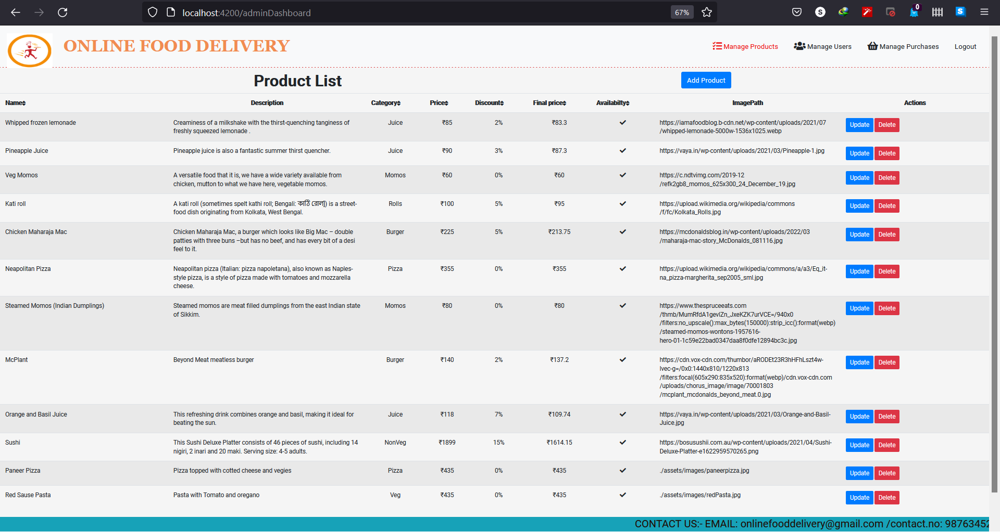 localhost:4200/adminDashboard
67%
S
0
S
ONLINE FOOD DELIVERY
Manage Products
Manage Users
Manage Purchases
Logout
Product List
Add Product
Name Description Category Price Discount Final price Availabilty ImagePath Actions
Whipped frozen lemonade
Creaminess of a milkshake with the thirst-quenching tanginess of
freshly squeezed lemonade .
Juice ₹85 2% ₹83.3
https://iamafoodblog.b-cdn.net/wp-content/uploads/2021/07
/whipped-lemonade-5000w-1536x1025.webp
Update Delete
Pineapple Juice
Pineapple juice is also a fantastic summer thirst quencher.
Juice ₹90 3% ₹87.3
https://vaya.in/wp-content/uploads/2021/03/Pineapple-1.jpg
Update Delete
Veg Momos
A versatile food that it is, we have a wide variety available from
chicken, mutton to what we have here, vegetable momos.
Momos ₹60 0% ₹60
https://c.ndtvimg.com/2019-12
/refk2gb8_momos_625x300_24_December_19.jpg
Update Delete
Kati roll
A kati roll (sometimes spelt kathi roll; Bengali: কাঠি রোল]) is a street-
food dish originating from Kolkata, West Bengal.
Rolls ₹100 5% ₹95
https://upload.wikimedia.org/wikipedia/commons
/f/fc/Kolkata_Rolls.jpg
Update Delete
Chicken Maharaja Mac
Chicken Maharaja Mac, a burger which looks like Big Mac – double
patties with three buns –but has no beef, and has every bit of a desi
feel to it.
Burger ₹225 5% ₹213.75
https://mcdonaldsblog.in/wp-content/uploads/2022/03
/maharaja-mac-story_McDonalds_081116.jpg
Update Delete
Neapolitan Pizza
Neapolitan pizza (Italian: pizza napoletana), also known as Naples-
style pizza, is a style of pizza made with tomatoes and mozzarella
cheese.
Pizza ₹355 0% ₹355
https://upload.wikimedia.org/wikipedia/commons/a/a3/Eq_it-
na_pizza-margherita_sep2005_sml.jpg
Update Delete
Steamed Momos (Indian Dumplings)
Steamed momos are meat filled dumplings from the east Indian state
of Sikkim.
Momos ₹80 0% ₹80
https://www.thespruceeats.com
/thmb/MumRfdA1gevlZn_JxeKZK7urVCE=/940x0
/filters:no_upscale():max_bytes(150000):strip_icc():format(webp)
/steamed-momos-wontons-1957616-
hero-01-1c59e22bad0347daa8f0dfe12894bc3c.jpg
Update Delete
McPlant
Beyond Meat meatless burger
Burger ₹140 2% ₹137.2
https://cdn.vox-cdn.com/thumbor/aRODEt23R3hHFhLszt4w-
lvec-g=/0x0:1440x810/1220x813
/filters:focal(605x290:835x520):format(webp)/cdn.vox-cdn.com
/uploads/chorus_image/image/70001803
/mcplant_mcdonalds_beyond_meat.0.jpg
Update Delete
Orange and Basil Juice
This refreshing drink combines orange and basil, making it ideal for
beating the sun.
Juice ₹118 7% ₹109.74
https://vaya.in/wp-content/uploads/2021/03/Orange-and-Basil-
Juice.jpg
Update Delete
Sushi
This Sushi Deluxe Platter consists of 46 pieces of sushi, including 14
nigiri, 2 inari and 20 maki. Serving size: 4-5 adults.
NonVeg ₹1899 15% ₹1614.15
https://bosusushii.com.au/wp-content/uploads/2021/04/Sushi-
Deluxe-Platter-e1622959570265.png
Update Delete
Paneer Pizza
Pizza topped with cotted cheese and vegies
Pizza ₹435 0% ₹435
./assets/images/paneerpizza.jpg
Update Delete
Red Sause Pasta
Pasta with Tomato and oregano
Veg ₹435 0% ₹435
./assets/images/redPasta.jpg
Update Delete
CONTACT US:- EMAIL: onlinefooddelivery@gmail.com /contact.no: 98763452